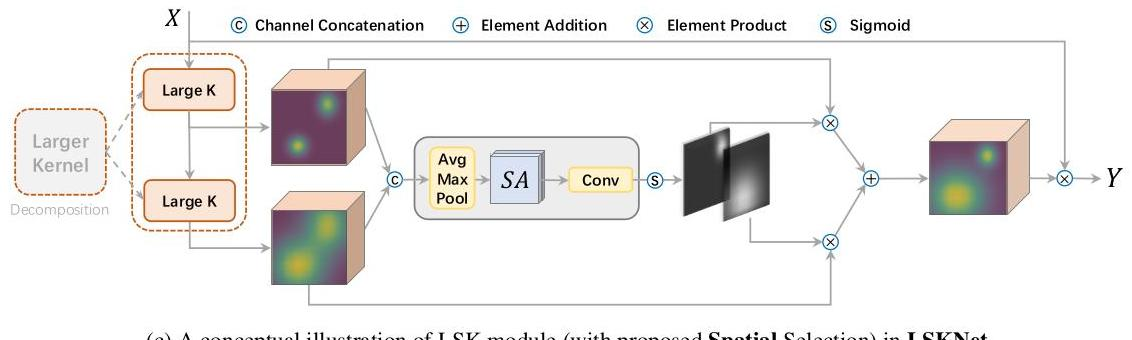 X
C Channel Concatenation + Element Addition × Element Product S Sigmoid
Large K
Larger
Kernel
Decomposition
Large K
C
Avg
Max
Pool
SA
Conv
S
×
×
+
×
Y
(c) A conceptual illustration of LSK module (with proposed Spatial Selection) in LSKNet